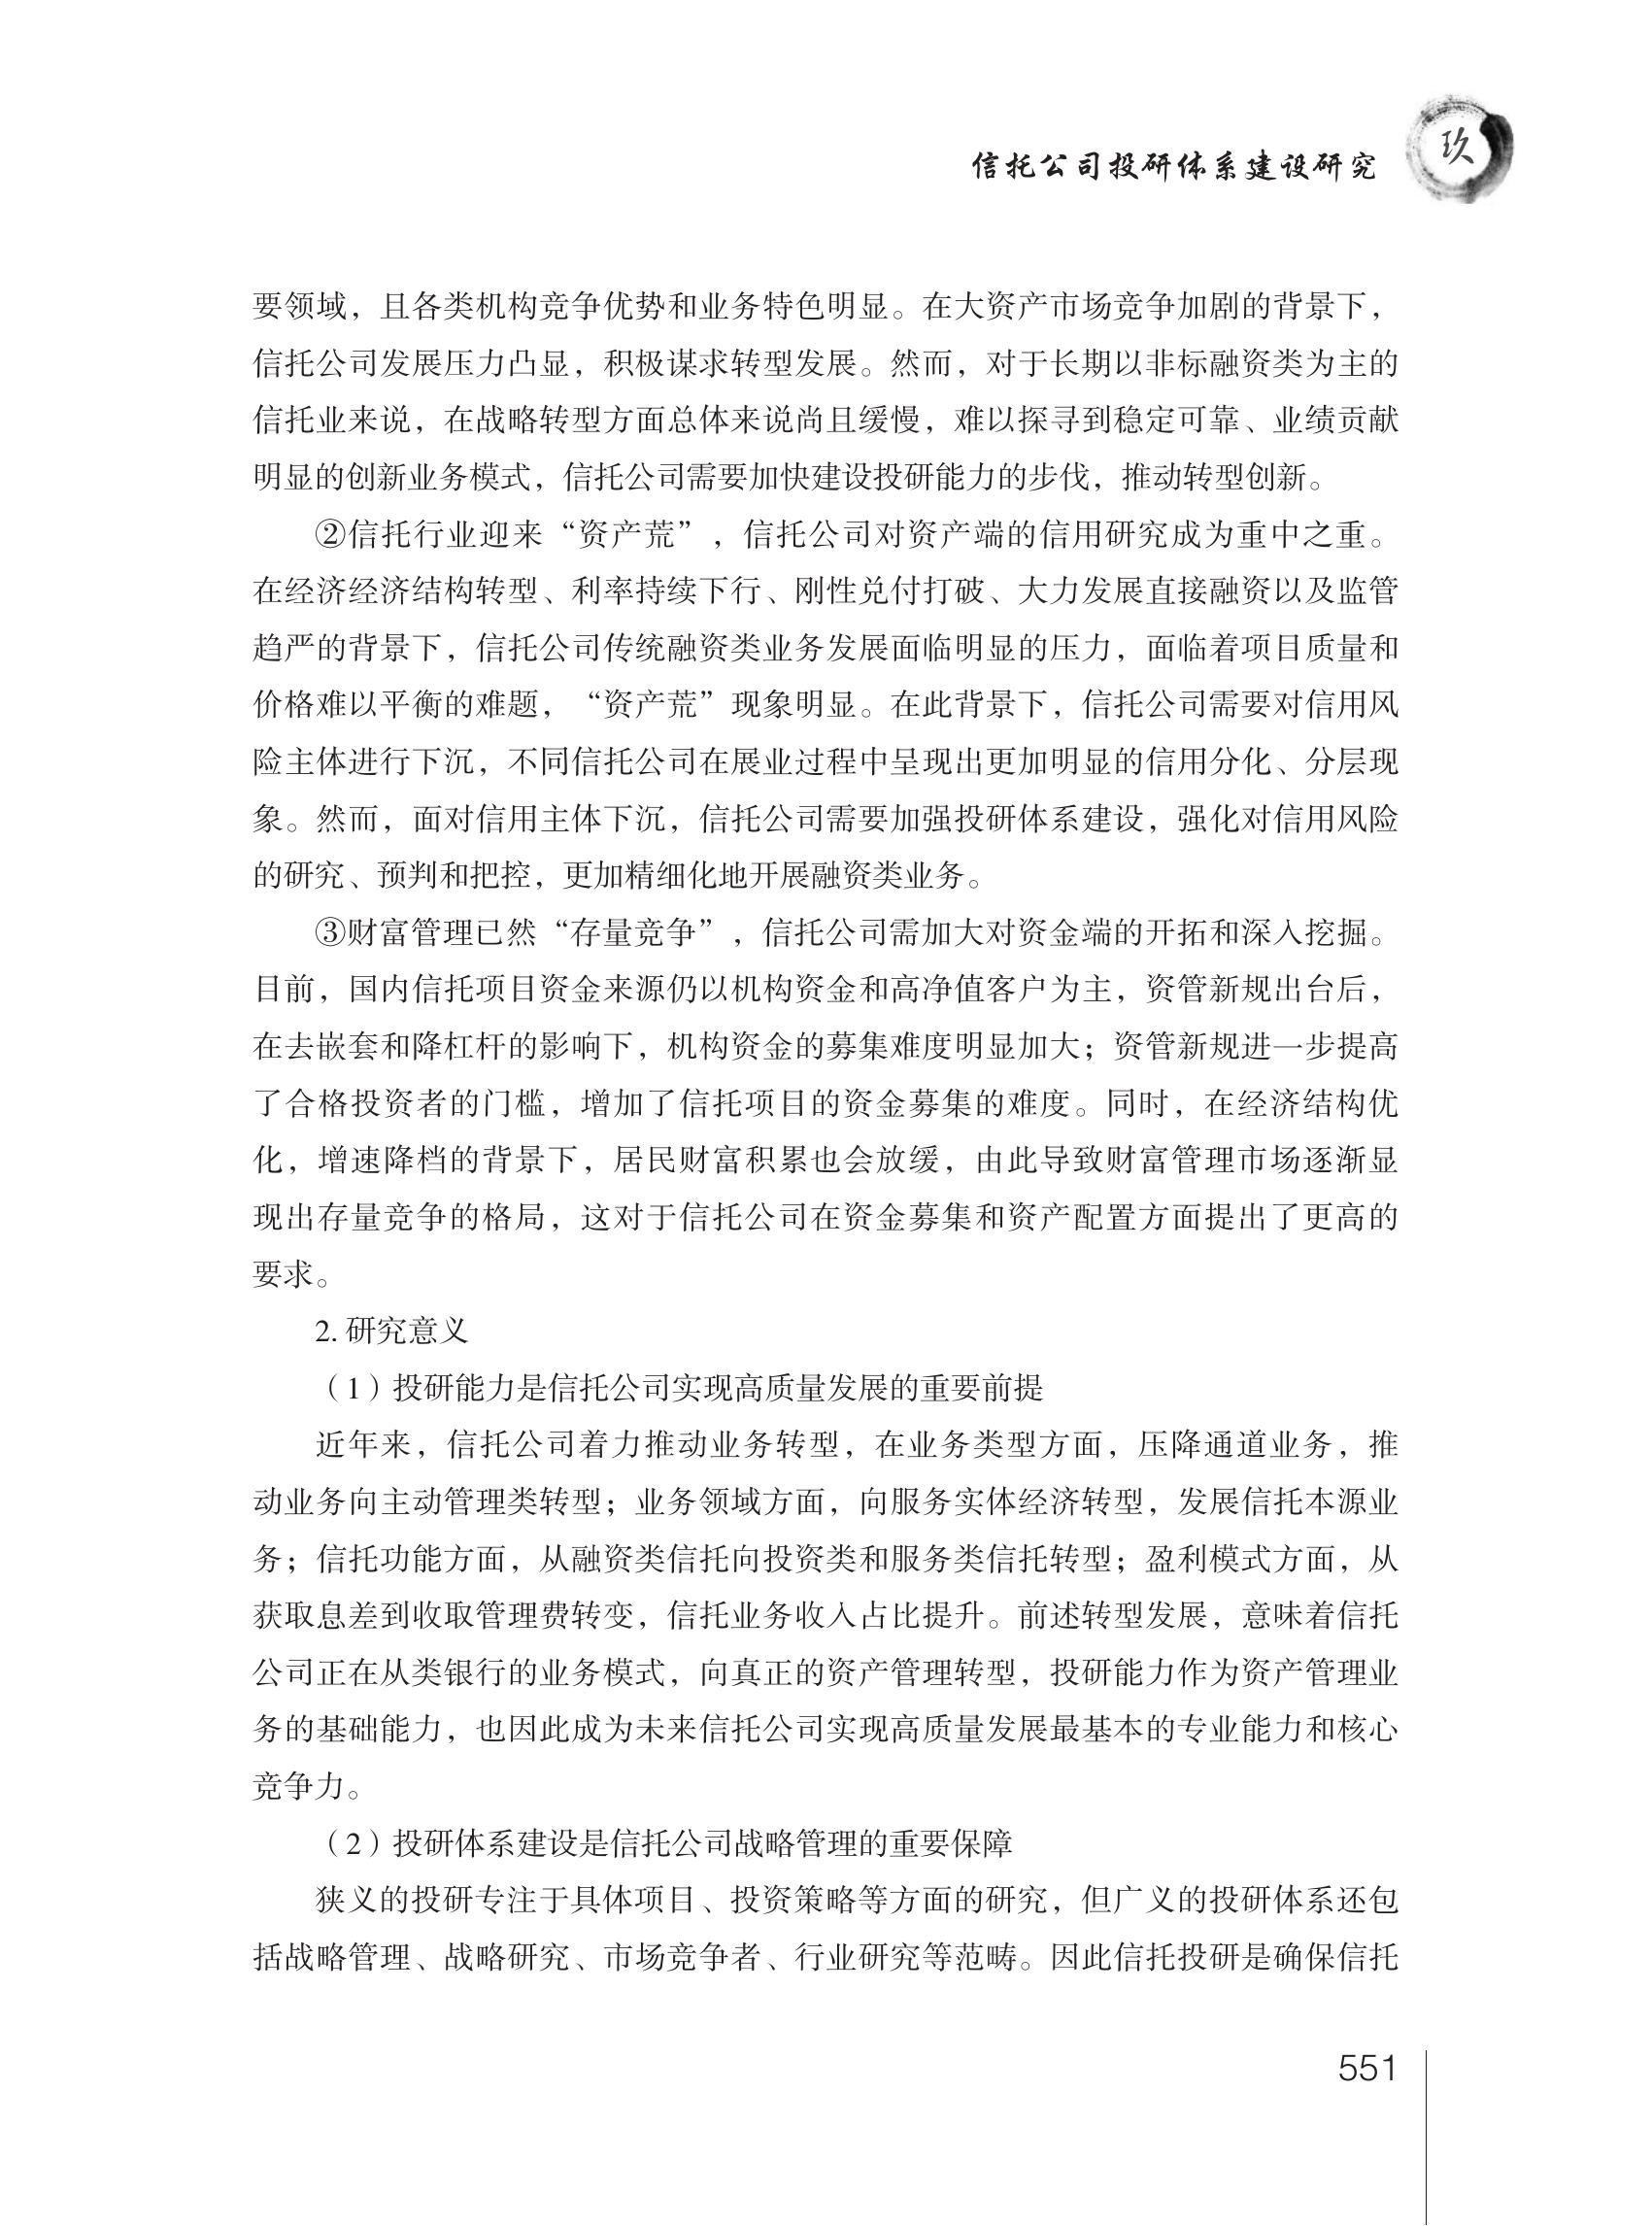 信托公司投研体系建设研究
玖
要领域，且各类机构竞争优势和业务特色明显。在大资产市场竞争加剧的背景下，
信托公司发展压力凸显，积极谋求转型发展。然而，对于长期以非标融资类为主的
信托业来说，在战略转型方面总体来说尚且缓慢，难以探寻到稳定可靠、业绩贡献
明显的创新业务模式，信托公司需要加快建设投研能力的步伐，推动转型创新。
②信托行业迎来“资产荒”，信托公司对资产端的信用研究成为重中之重。
在经济经济结构转型、利率持续下行、刚性兑付打破、大力发展直接融资以及监管
趋严的背景下，信托公司传统融资类业务发展面临明显的压力，面临着项目质量和
价格难以平衡的难题，“资产荒”现象明显。在此背景下，信托公司需要对信用风
险主体进行下沉，不同信托公司在展业过程中呈现出更加明显的信用分化、分层现
象。然而，面对信用主体下沉，信托公司需要加强投研体系建设，强化对信用风险
的研究、预判和把控，更加精细化地开展融资类业务。
③财富管理已然“存量竞争”，信托公司需加大对资金端的开拓和深入挖掘。
目前，国内信托项目资金来源仍以机构资金和高净值客户为主，资管新规出台后，
在去嵌套和降杠杆的影响下，机构资金的募集难度明显加大；资管新规进一步提高
了合格投资者的门槛，增加了信托项目的资金募集的难度。同时，在经济结构优
化，增速降档的背景下，居民财富积累也会放缓，由此导致财富管理市场逐渐显
现出存量竞争的格局，这对于信托公司在资金募集和资产配置方面提出了更高的
要求。
2. 研究意义
（1）投研能力是信托公司实现高质量发展的重要前提
近年来，信托公司着力推动业务转型，在业务类型方面，压降通道业务，推
动业务向主动管理类转型；业务领域方面，向服务实体经济转型，发展信托本源业
务；信托功能方面，从融资类信托向投资类和服务类信托转型；盈利模式方面，从
获取息差到收取管理费转变，信托业务收入占比提升。前述转型发展，意味着信托
公司正在从类银行的业务模式，向真正的资产管理转型，投研能力作为资产管理业
务的基础能力，也因此成为未来信托公司实现高质量发展最基本的专业能力和核心
竞争力。
（2）投研体系建设是信托公司战略管理的重要保障
狭义的投研专注于具体项目、投资策略等方面的研究，但广义的投研体系还包
括战略管理、战略研究、市场竞争者、行业研究等范畴。因此信托投研是确保信托
551